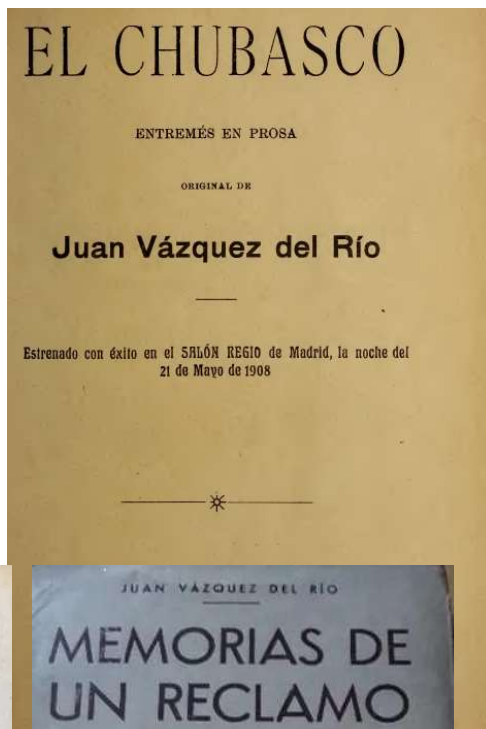 EL CHUBASCO
ENTREMÉS EN PROSA
ORIGINAL DE
Juan Vázquez del Río
Estrenado con éxito en el SALÓN REGIO de Madrid, la noche del
21 de Mayo de 1908
JUAN VÁZQUEZ DEL RÍO
MEMORIAS DE
UN RECLAMO